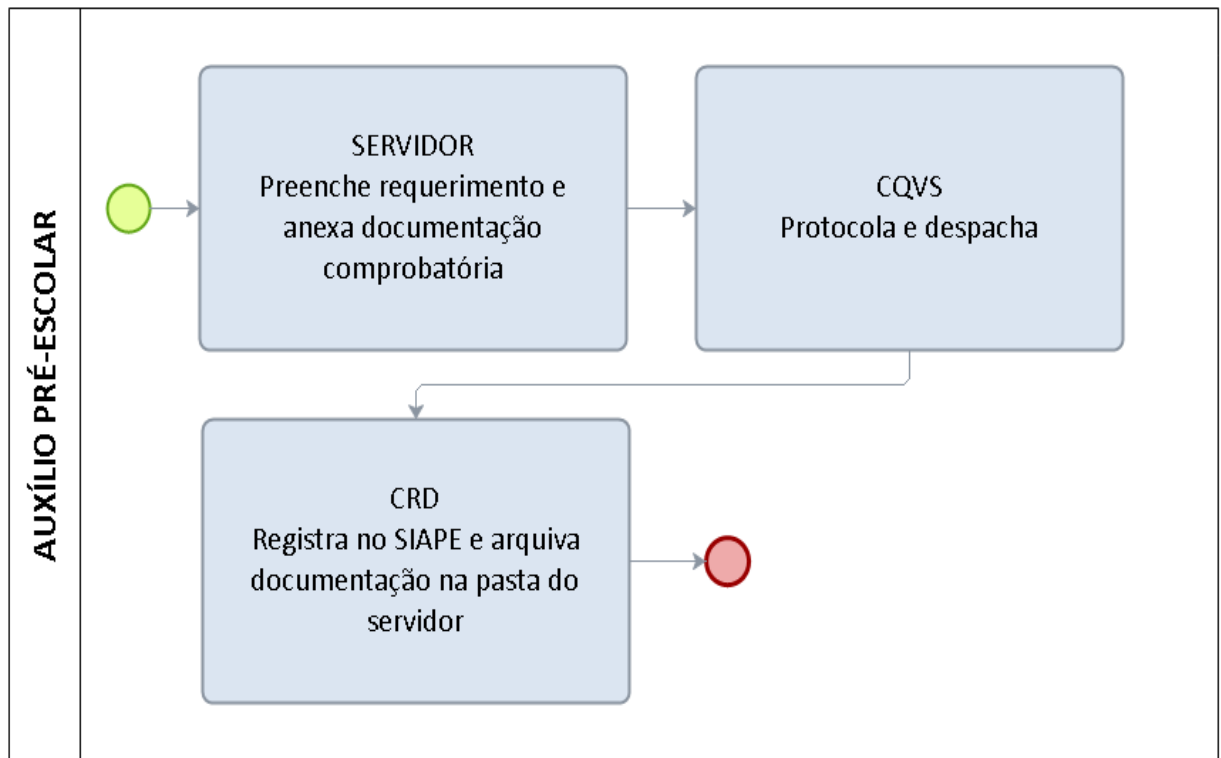 AUXÍLIO PRÉ-ESCOLAR
SERVIDOR
Preenche requerimento e
anexa documentação
comprobatória
CQVS
Protocola e despacha
CRD
Registra no SIAPE e arquiva
documentação na pasta do
servidor